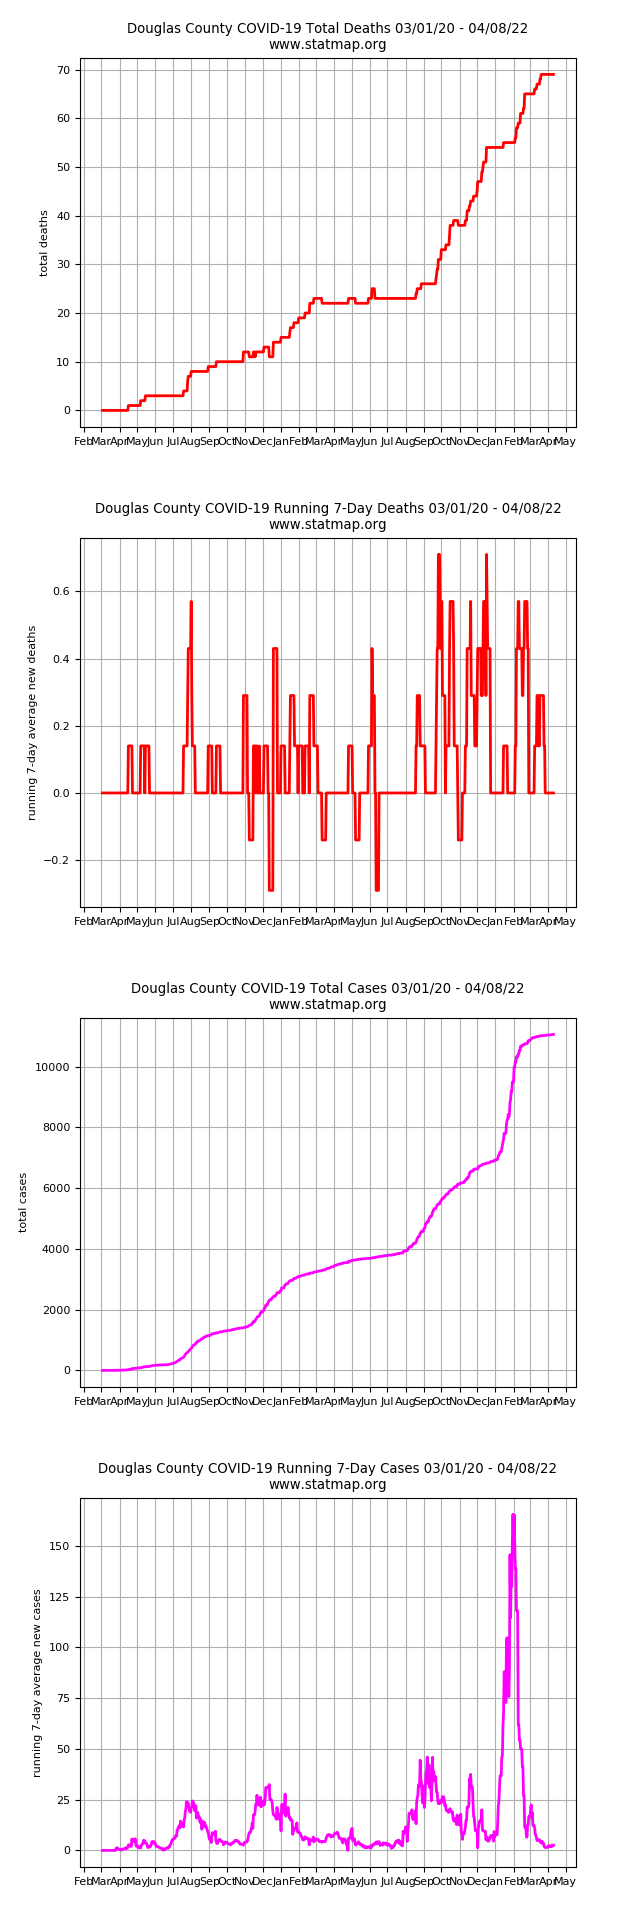 Douglas County COVID-19 Total Deaths 03/01/20 - 04/08/22
www.statmap.org
70
60
50
40
30
20
10
0
total deaths
Feb Mar Apr May Jun Jul Aug Sep Oct Nov Dec Jan Feb Mar Apr May Jun Jul Aug Sep Oct Nov Dec Jan Feb Mar Apr May
Douglas County COVID-19 Running 7-Day Deaths 03/01/20 - 04/08/22
www.statmap.org
0.6
0.4
0.2
0.0
−0.2
running 7-day average new deaths
Feb Mar Apr May Jun Jul Aug Sep Oct Nov Dec Jan Feb Mar Apr May Jun Jul Aug Sep Oct Nov Dec Jan Feb Mar Apr May
Douglas County COVID-19 Total Cases 03/01/20 - 04/08/22
www.statmap.org
10000
8000
6000
4000
2000
0
total cases
Feb Mar Apr May Jun Jul Aug Sep Oct Nov Dec Jan Feb Mar Apr May Jun Jul Aug Sep Oct Nov Dec Jan Feb Mar Apr May
Douglas County COVID-19 Running 7-Day Cases 03/01/20 - 04/08/22
www.statmap.org
150
125
100
75
50
25
0
running 7-day average new cases
Feb Mar Apr May Jun Jul Aug Sep Oct Nov Dec Jan Feb Mar Apr May Jun Jul Aug Sep Oct Nov Dec Jan Feb Mar Apr May